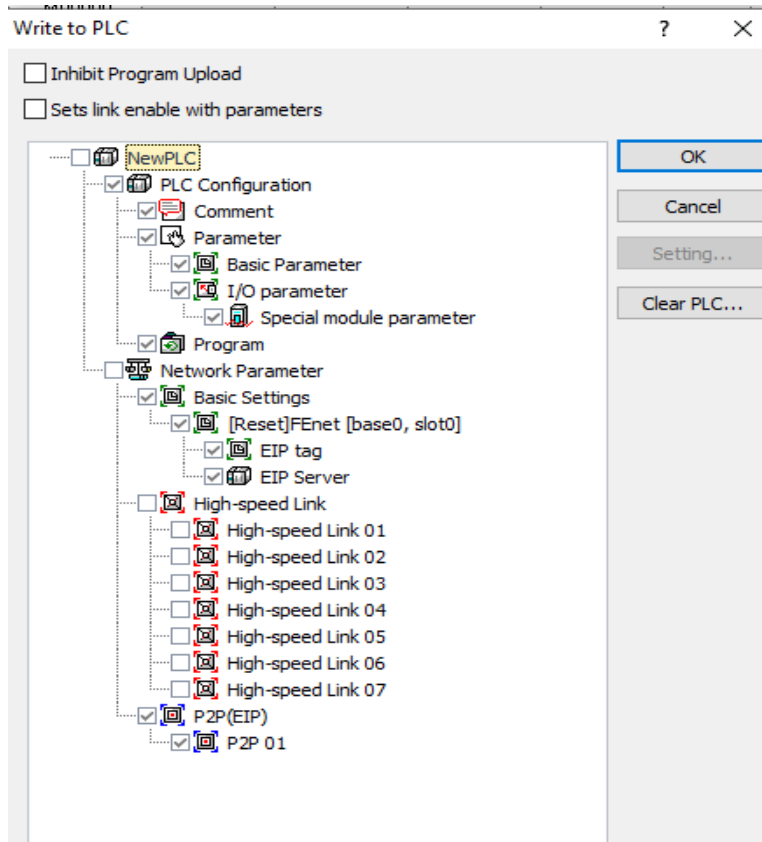 Write to PLC
Inhibit Program Upload
Sets link enable with parameters
NewPLC
OK
PLC Configuration
Comment
Cancel
Parameter
Setting...
Basic Parameter
I/O parameter
Clear PLC...
Special module parameter
Program
Network Parameter
Basic Settings
[Reset]FEnet [base0, slot0]
EIP tag
EIP Server
High-speed Link
High-speed Link 01
High-speed Link 02
High-speed Link 03
High-speed Link 04
High-speed Link 05
High-speed Link 06
High-speed Link 07
P2P(EIP)
P2P 01